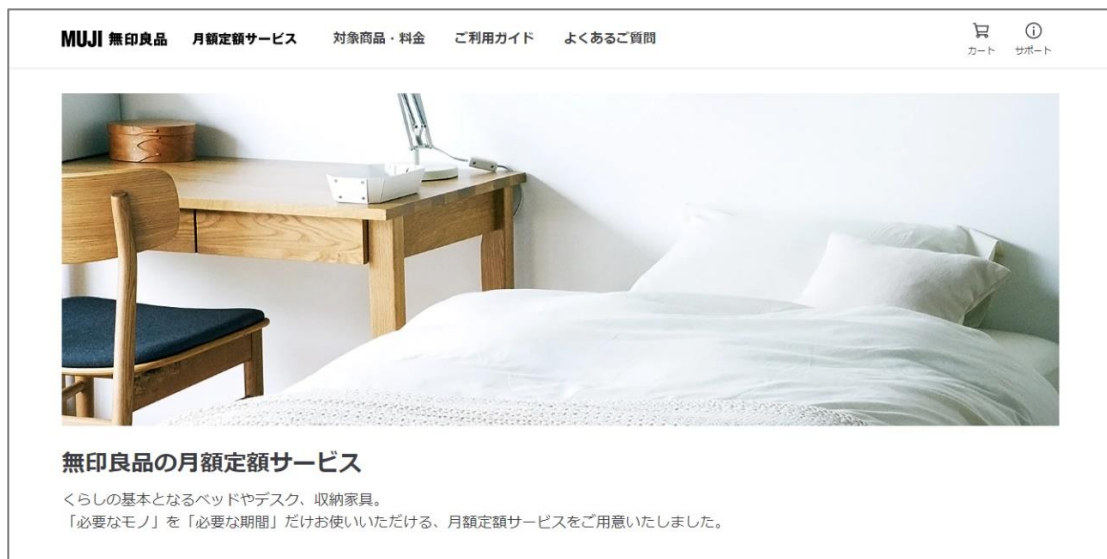 MUJI 無印良品 月額定額サービス 対象商品・料金 ご利用ガイド よくあるご質問
カート サポート
無印良品の月額定額サービス
くらしの基本となるベッドやデスク、収納家具。
「必要なモノ」を「必要な期間」だけお使いいただける、月額定額サービスをご用意いたしました。